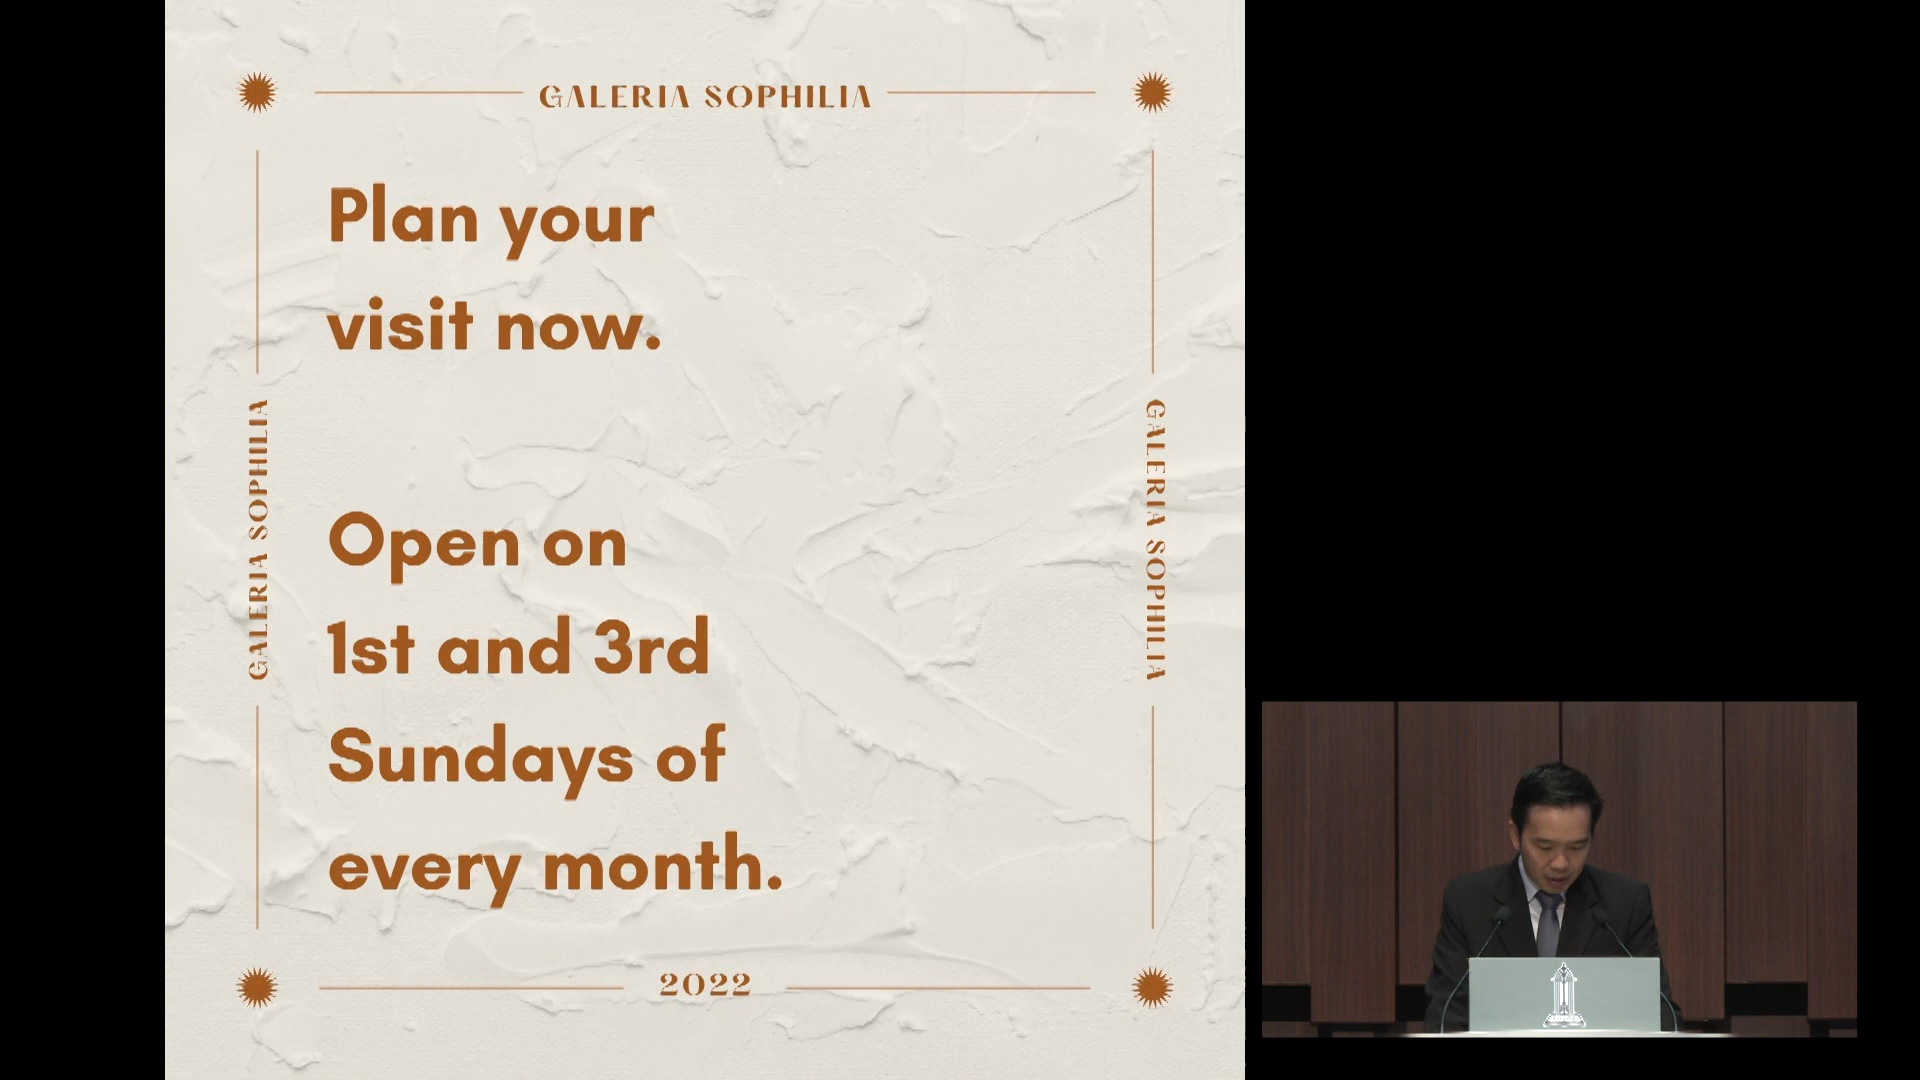 GALERIA SOPHILIA
Plan your
visit now.
GALERIA SOPHILIA
GALERIA SOPHILIA
Open on
1st and 3rd
Sundays of
every month.
2022